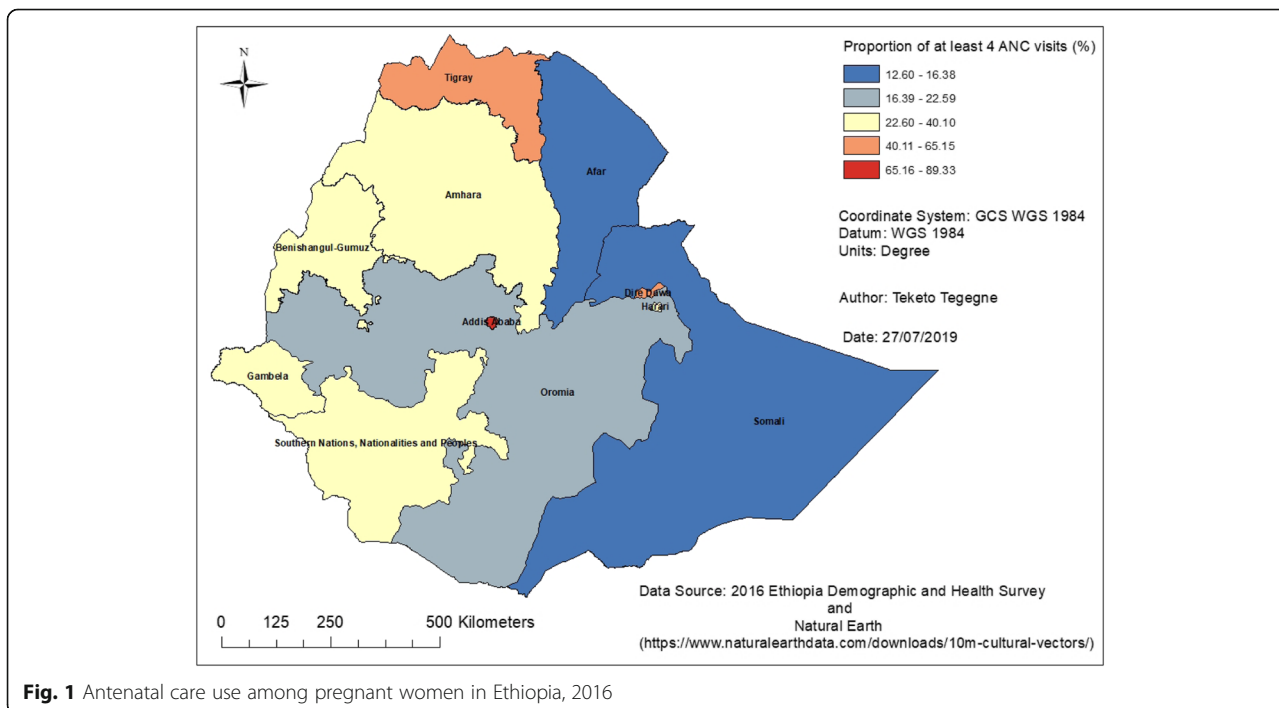 N
Proportion of at least 4 ANC visits (%)
12.60 - 16.38
16.39 - 22.59
22.60 - 40.10
40.11 - 65.15
65.16 - 89.33
Coordinate System: GCS WGS 1984
Datum: WGS 1984
Units: Degree
Author: Teketo Tegegne
Date: 27/07/2019
Tigray
Afar
Amhara
Benishangul-Gumuz
Dire Dawa
Harari
Addis Ababa
Gambela
Oromia
Somali
Southern Nations, Nationalities and Peoples
0 125 250 500 Kilometers
Data Source: 2016 Ethiopia Demographic and Health Survey
and
Natural Earth
(https://www.naturalearthdata.com/downloads/10m-cultural-vectors/)
Fig. 1 Antenatal care use among pregnant women in Ethiopia, 2016